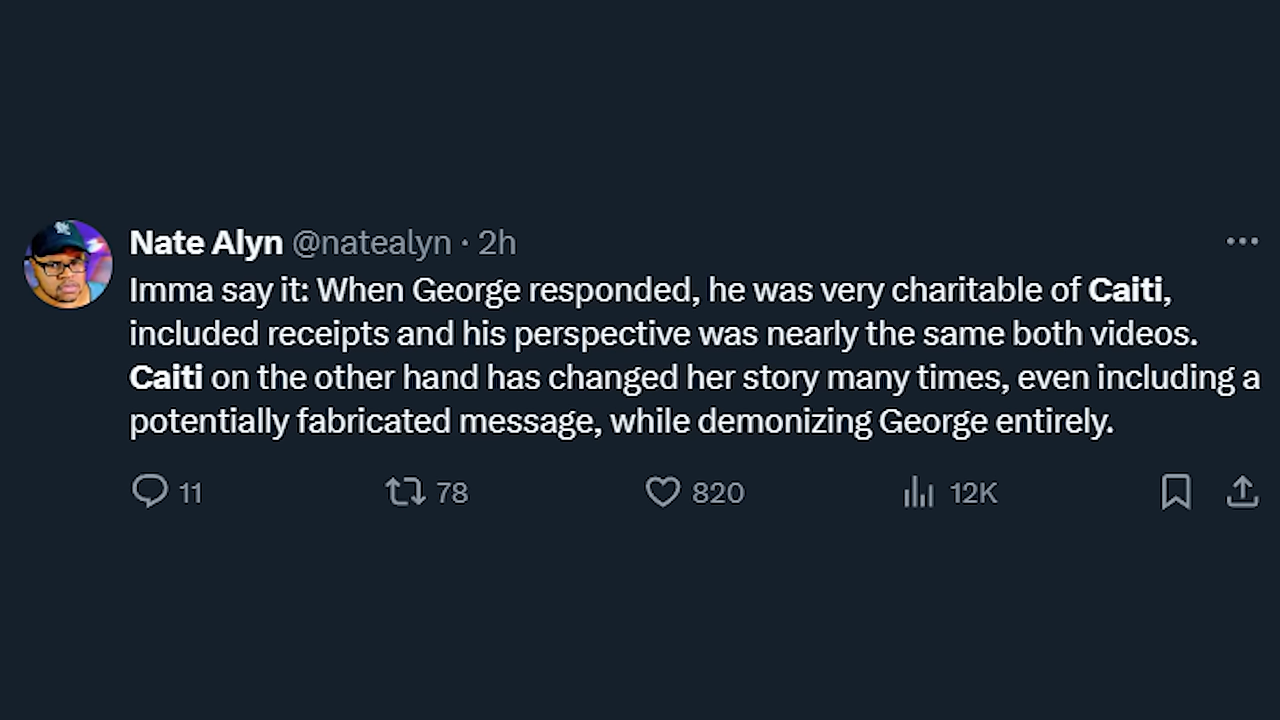 Nate Alyn @natealyn · 2h
Imma say it: When George responded, he was very charitable of Caiti,
included receipts and his perspective was nearly the same both videos.
Caiti on the other hand has changed her story many times, even including a
potentially fabricated message, while demonizing George entirely.
11 78 820 12K